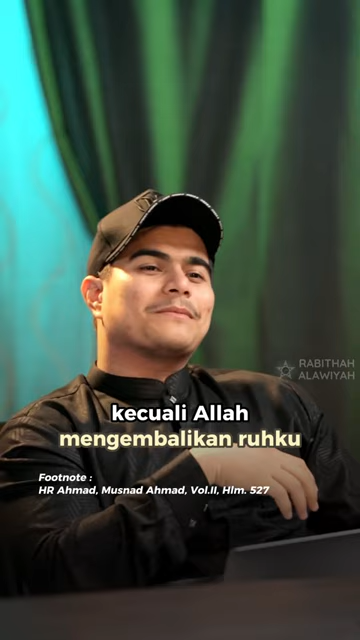 RABITHAH
ALAWIYAH
kecuali Allah
mengembalikan ruhku
Footnote :
HR Ahmad, Musnad Ahmad, Vol.II, Hlm. 527